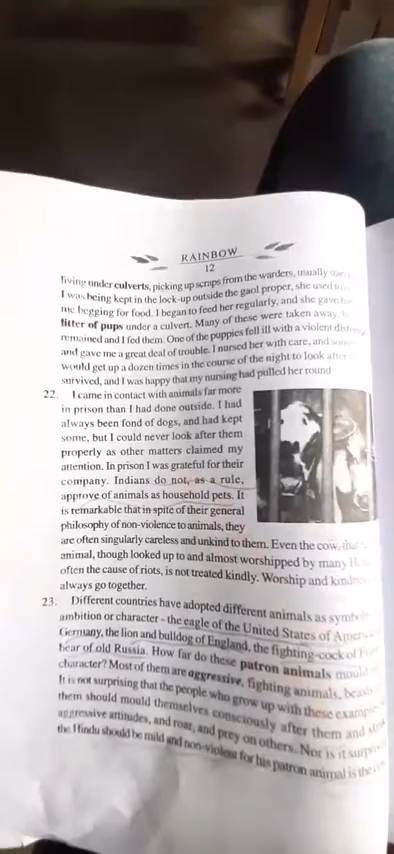 RAINBOW
12
living under culverts, picking up scraps from the warders, usually
I was being kept in the lock-up outside the gaol proper, she used
me begging for food. I began to feed her regularly, and she gave
litter of pups under a culvert. Many of these were taken away,
remained and I fed them. One of the puppies fell ill with a violent
and gave me a great deal of trouble. I nursed her with care, and
would get up a dozen times in the course of the night to look after
survived, and I was happy that my nursing had pulled her round
22. I came in contact with animals far more
in prison than I had done outside. I had
always been fond of dogs, and had kept
some, but I could never look after them
properly as other matters claimed my
attention. In prison I was grateful for their
company. Indians do not, as a rule,
approve of animals as household pets. It
is remarkable that in spite of their general
philosophy of non-violence to animals, they
are often singularly careless and unkind to them. Even the cow,
animal, though looked up to and almost worshipped by many
often the cause of riots, is not treated kindly. Worship and
always go together.
23. Different countries have adopted different animals as
ambition or character - the eagle of the United States of
Germany, the lion and bulldog of England, the fighting-cock of
bear of old Russia. How far do these patron animals mould
character? Most of them are aggressive, fighting animals,
It is not surprising that the people who grow up with these
them should mould themselves consciously after them and
aggressive attitudes, and roar, and prey on others. Nor is it
the Hindu should be mild and non-violent for his patron animal is the